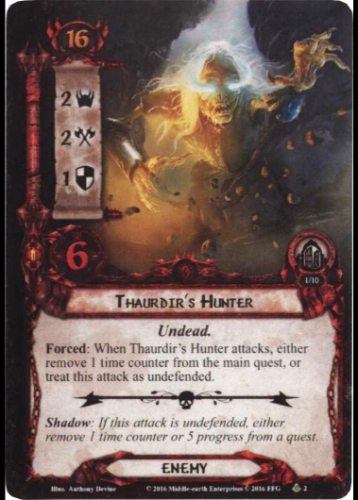 16
2
2
1
6
1/10
THAURDIR'S HUNTER
Undead.
Forced: When Thaurdir's Hunter attacks, either
remove 1 time counter from the main quest, or
treat this attack as undefended.
Shadow: If this attack is undefended, either
remove 1 time counter or 5 progress from a quest.
ENEMY
Illus. Anthony Devine © 2016 Middle-earth Enterprises © 2016 FFG 2